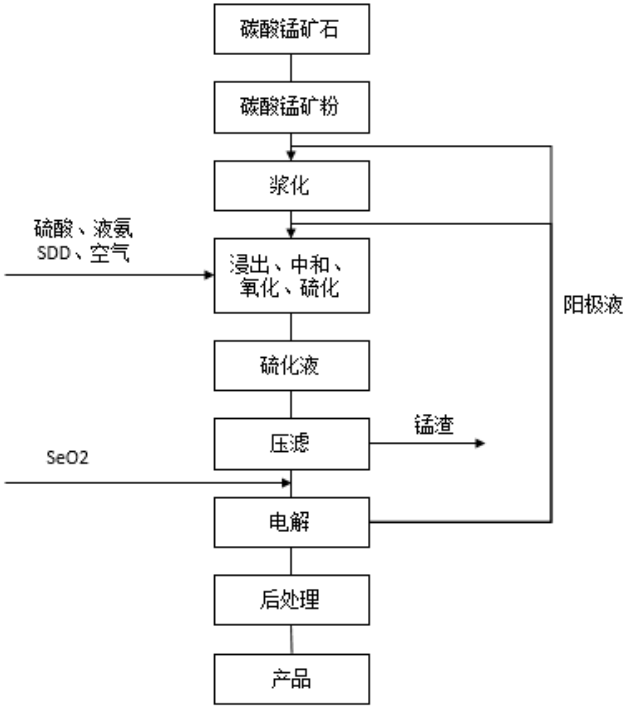 碳酸锰矿石
碳酸锰矿粉
浆化
硫酸、液氨
SDD、空气
浸出、中和、
氧化、硫化
阳极液
硫化液
压滤
锰渣
SeO2
电解
后处理
产品